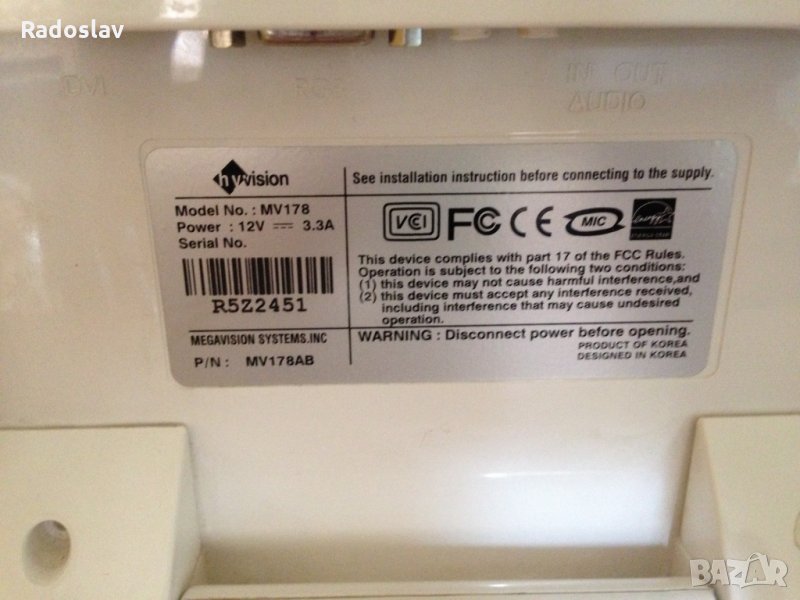 Radoslav
IN OUT
AUDIO
hyvision
See installation instruction before connecting to the supply.
Model No. : MV178
Power : 12V 3.3A
Serial No.
R5Z2451
VCI FC CE MIC
This device complies with part 17 of the FCC Rules.
Operation is subject to the following two conditions:
(1) this device may not cause harmful interference,and
(2) this device must accept any interference received,
including interference that may cause undesired
operation.
MEGAVISION SYSTEMS.INC
P/N : MV178AB
WARNING : Disconnect power before opening.
PRODUCT OF KOREA
DESIGNED IN KOREA
BAZAR